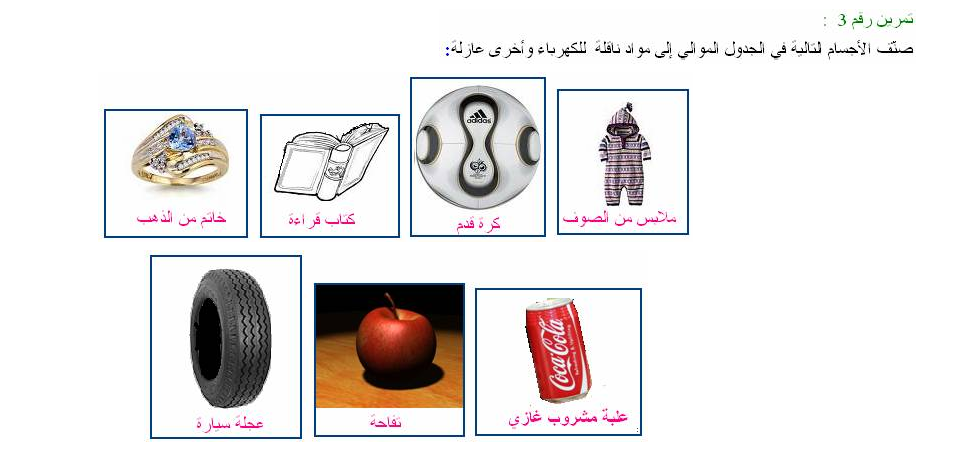 تمرين رقم 3 :
صنّف الأجسام التالية في الجدول الموالي إلى مواد ناقلة للكهرباء وأخرى عازلة:
adidas
ملابس من الصوف
كرة قدم
كتاب قراءة
خاتم من الذهب
Coca-Cola
علبة مشروب غازي
تفاحة
عجلة سيارة